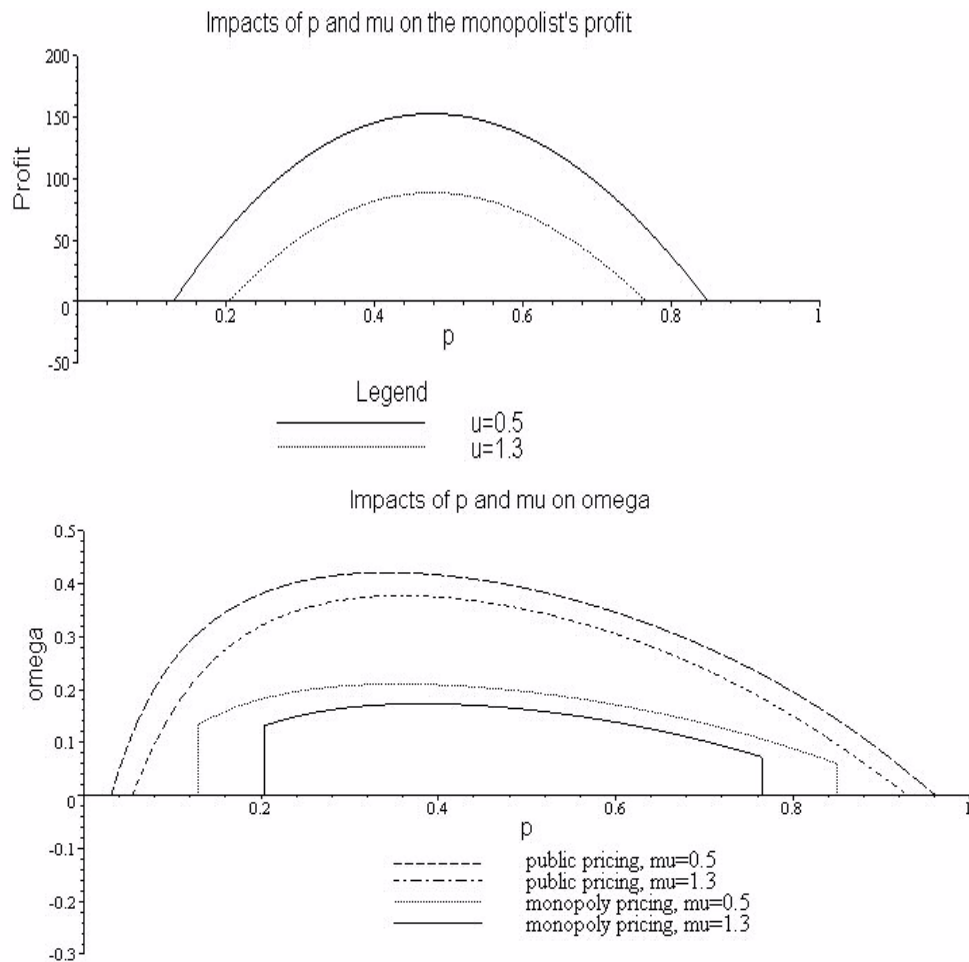 Impacts of p and mu on the monopolist's profit
200
150
100
50
0
-50
Profit
0.2
0.4
0.6
0.8
1
p
Legend
u=0.5
u=1.3
Impacts of p and mu on omega
0.5
0.4
0.3
0.2
0.1
0
-0.1
-0.2
-0.3
omega
0.2
0.4
0.6
0.8
1
p
public pricing, mu=0.5
public pricing, mu=1.3
monopoly pricing, mu=0.5
monopoly pricing, mu=1.3